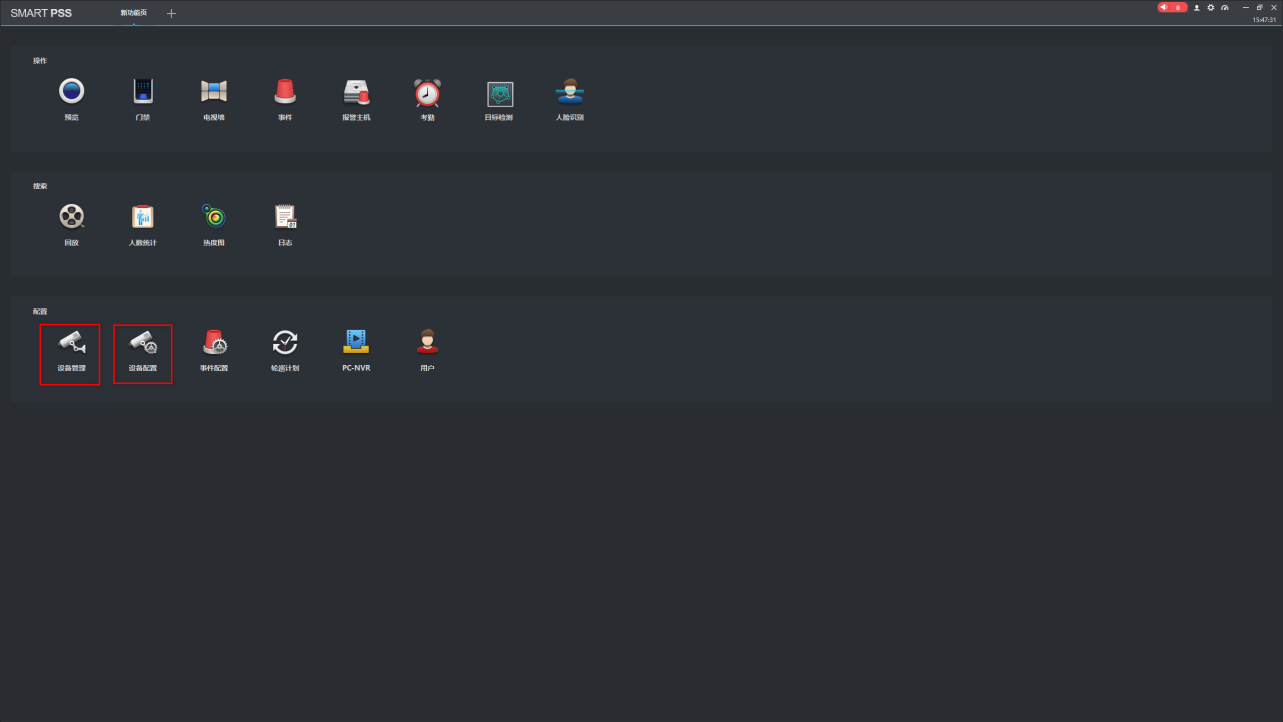 SMART PSS
新功能页
0
15:47:31
操作
预览
门禁
电视墙
事件
报警主机
考勤
目标检测
人脸识别
搜索
回放
人数统计
热度图
日志
配置
设备管理
设备配置
事件配置
轮巡计划
PC-NVR
用户